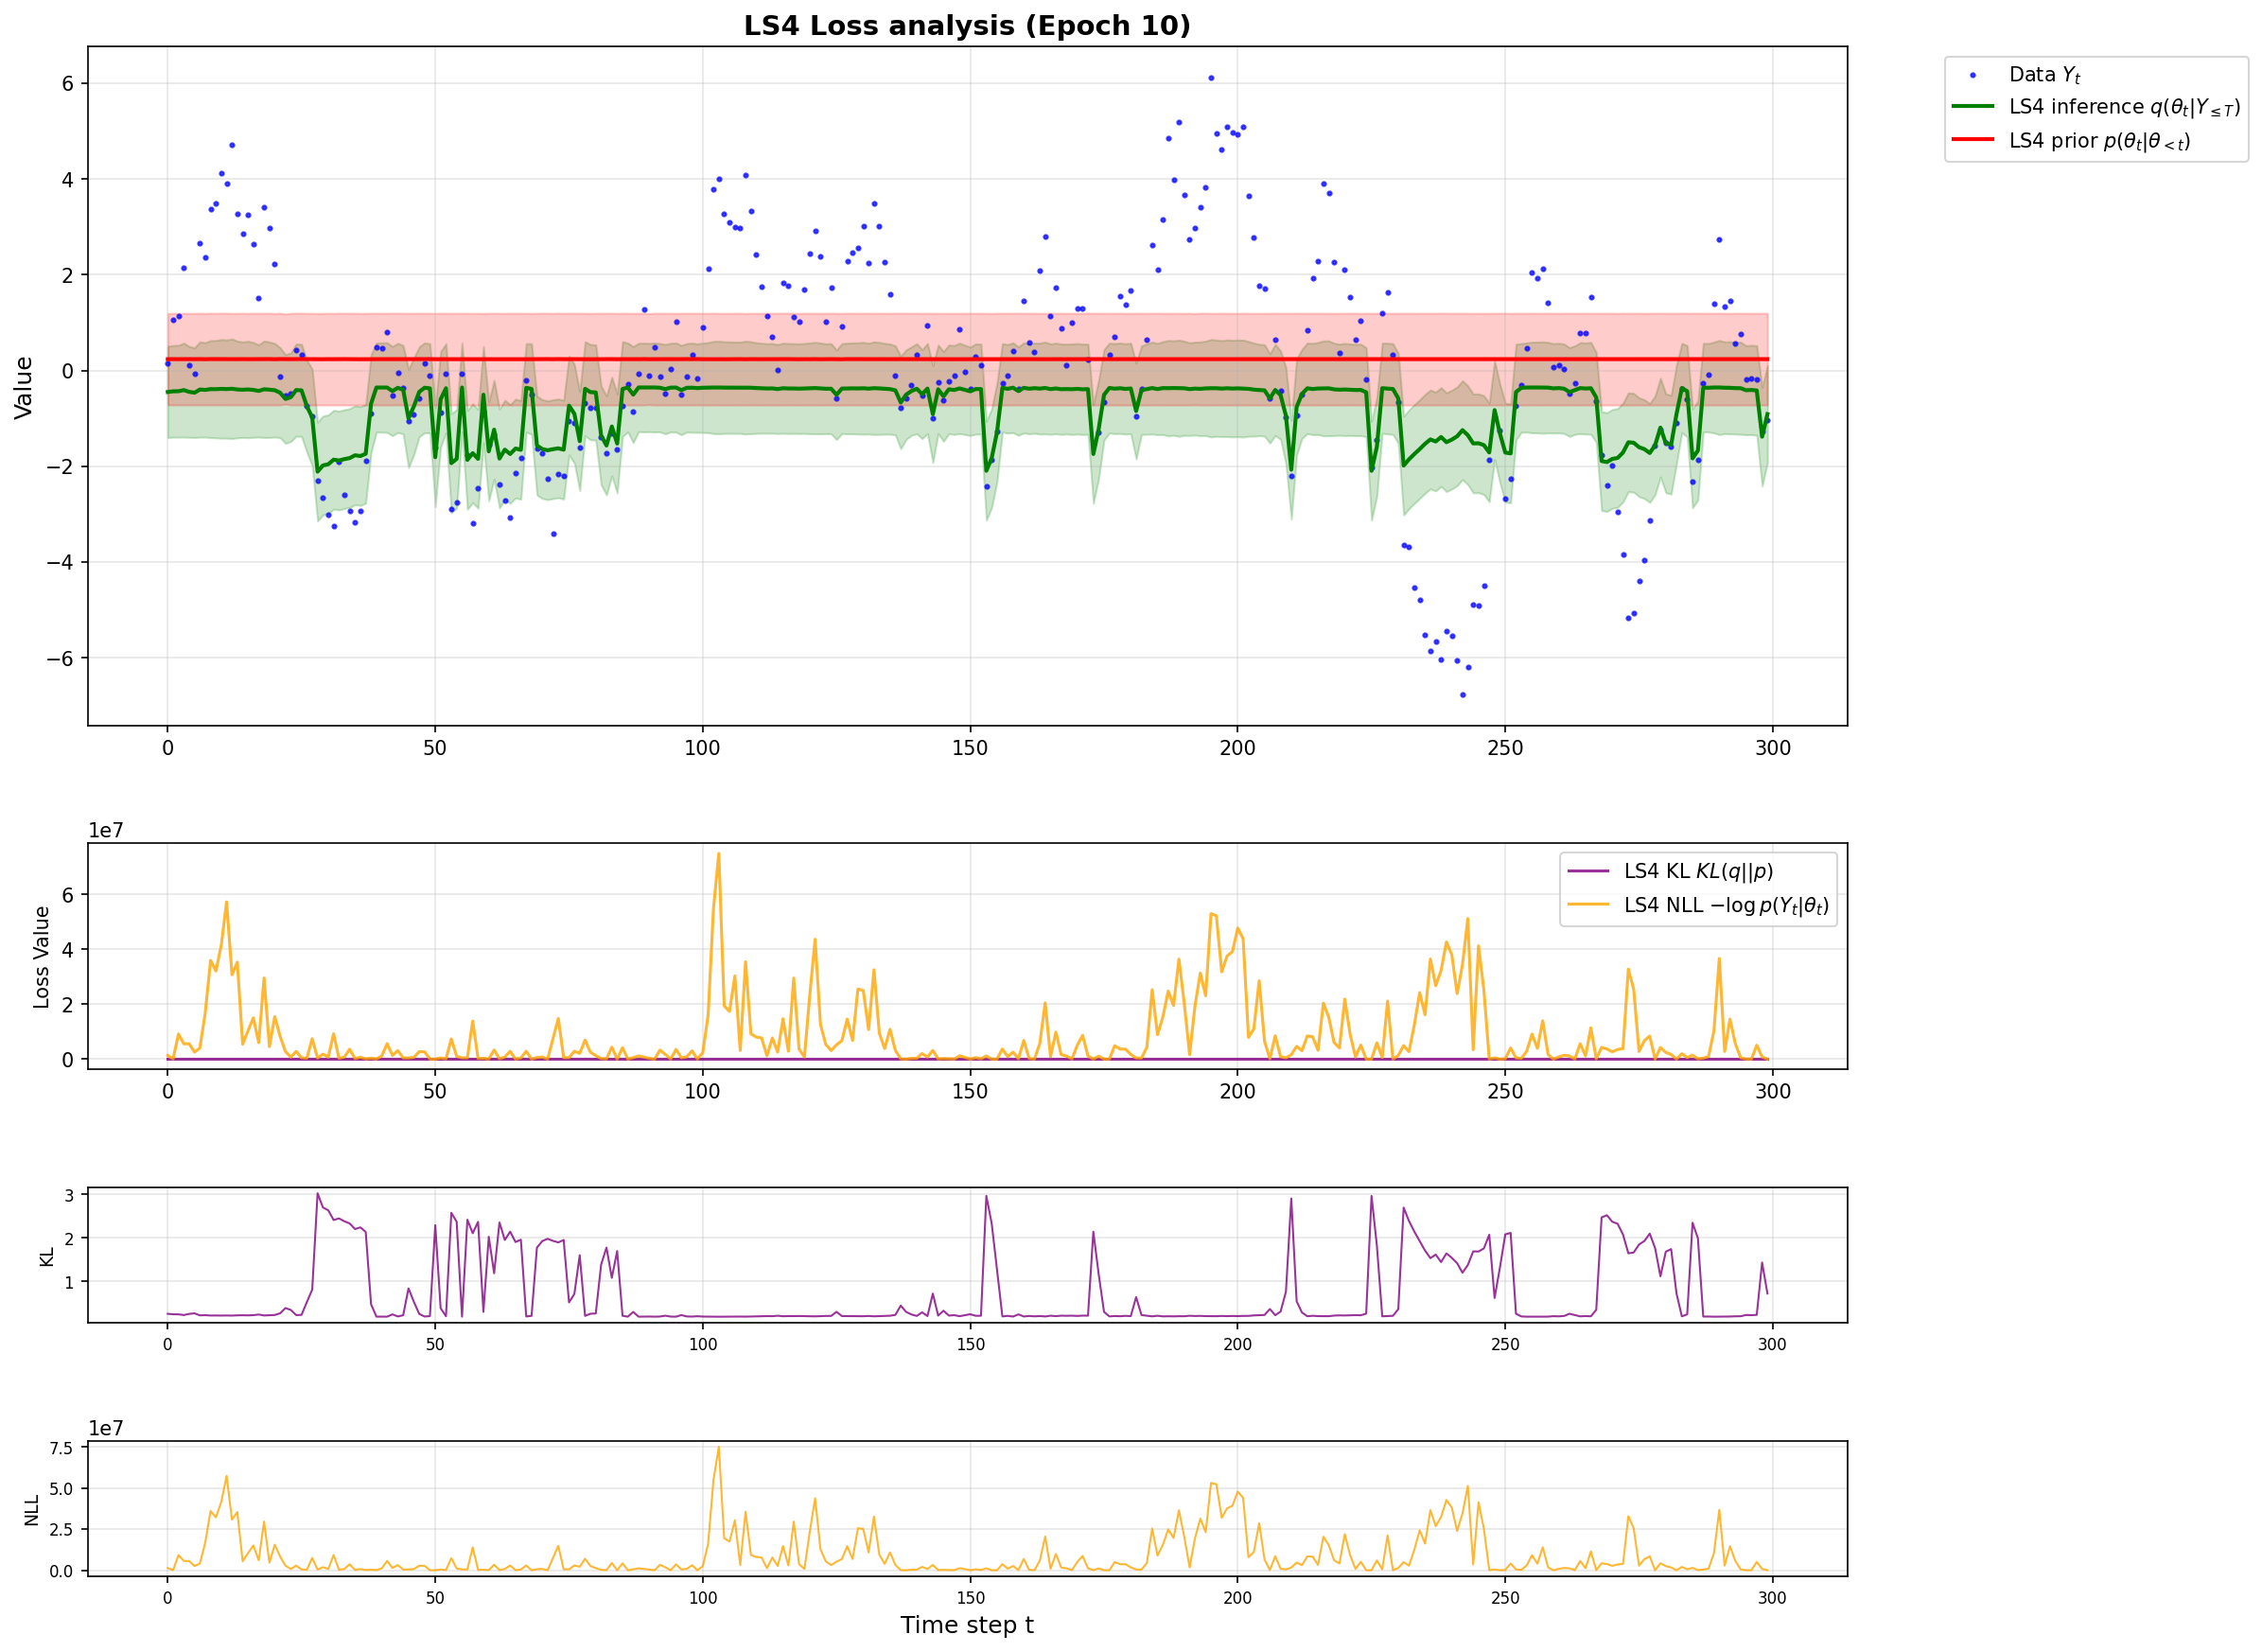 LS4 Loss analysis (Epoch 10)
Value
6
4
2
0
−2
−4
−6
0 50 100 150 200 250 300
Data Y_t
LS4 inference q(θ_t|Y_{≤T})
LS4 prior p(θ_t|θ_{<t})
1e7
Loss Value
6
4
2
0
LS4 KL KL(q||p)
LS4 NLL −log p(Y_t|θ_t)
0 50 100 150 200 250 300
KL
3
2
1
0 50 100 150 200 250 300
1e7
NLL
7.5
5.0
2.5
0.0
0 50 100 150 200 250 300
Time step t